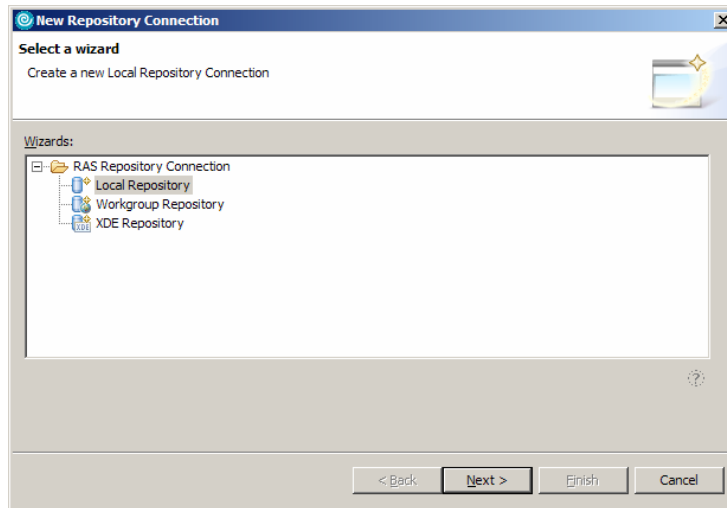 New Repository Connection
Select a wizard
Create a new Local Repository Connection
Wizards:
RAS Repository Connection
Local Repository
Workgroup Repository
XDE Repository
< Back Next > Finish Cancel